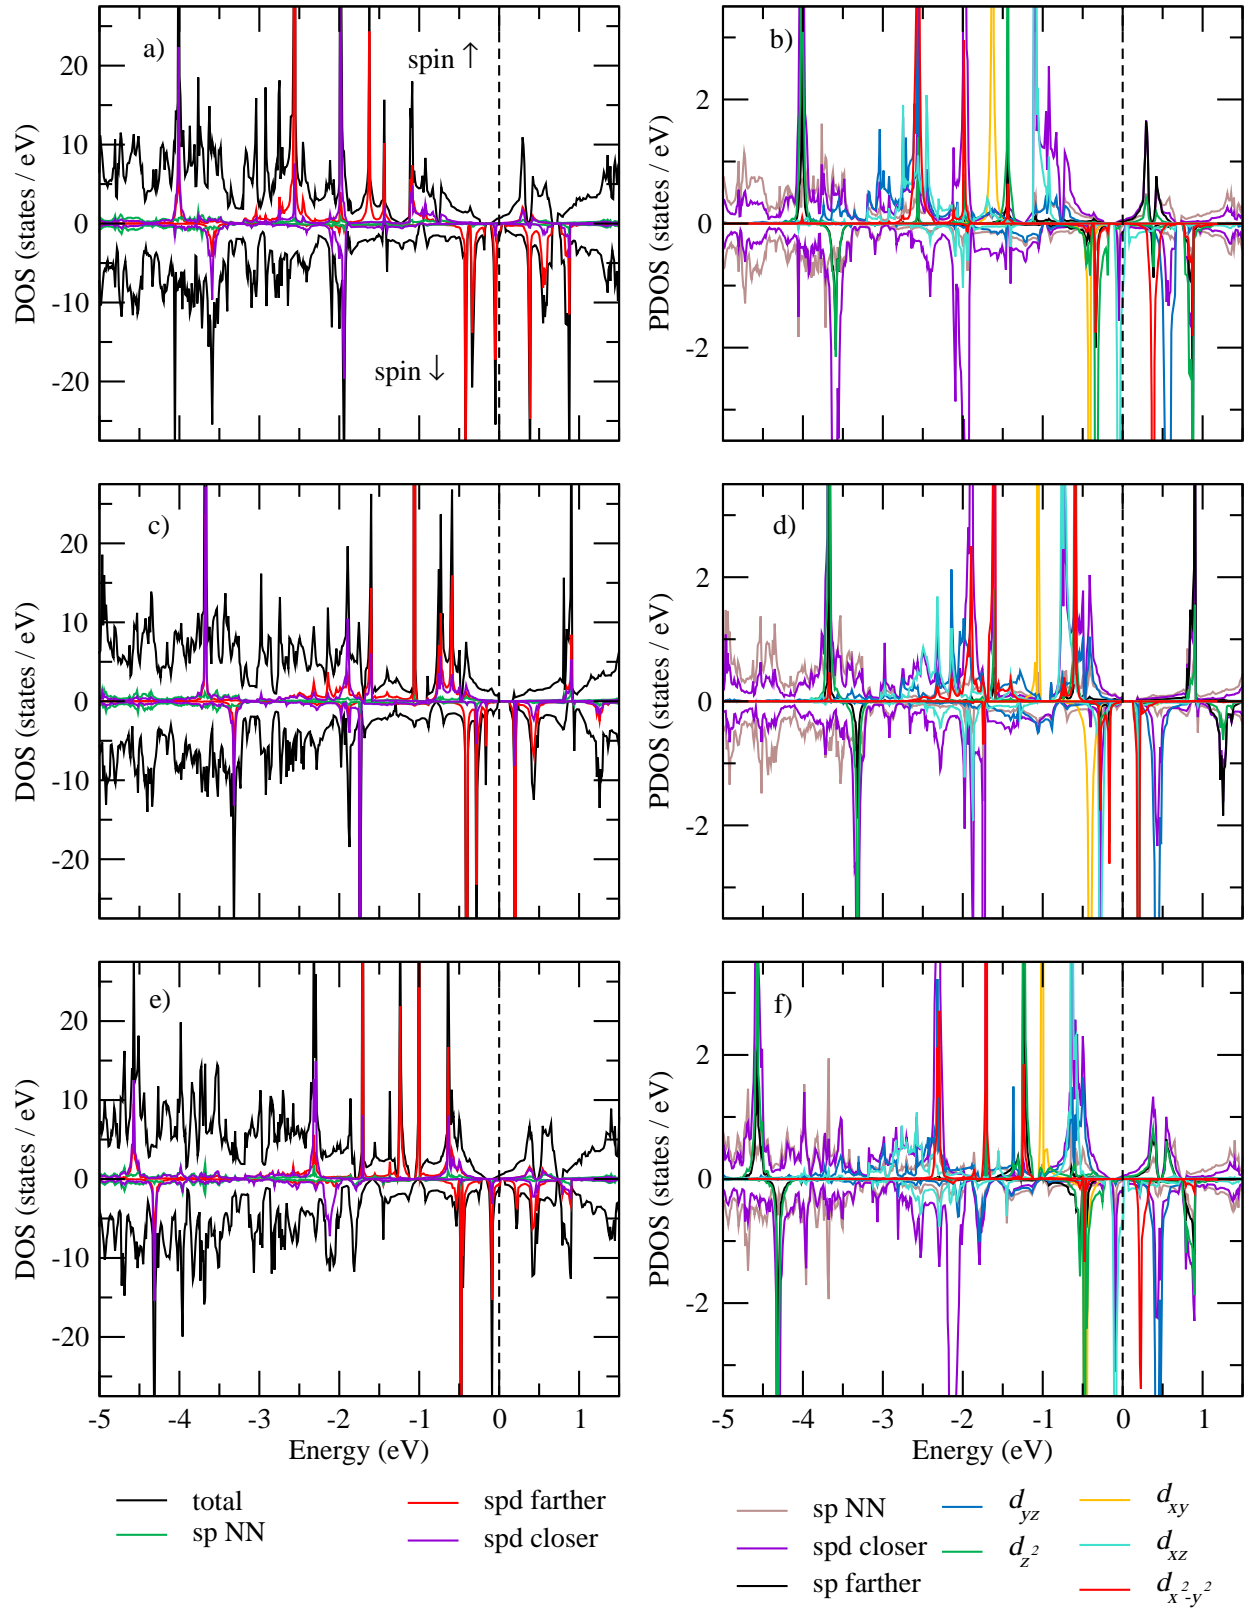 a)
spin ↑
spin ↓
20
10
0
-10
-20
DOS (states / eV)
b)
2
0
-2
PDOS (states / eV)
c)
20
10
0
-10
-20
DOS (states / eV)
d)
2
0
-2
PDOS (states / eV)
e)
20
10
0
-10
-20
DOS (states / eV)
-5 -4 -3 -2 -1 0 1
Energy (eV)
f)
2
0
-2
PDOS (states / eV)
-5 -4 -3 -2 -1 0 1
Energy (eV)
total
sp NN
spd farther
spd closer
sp NN
spd closer
sp farther
d_yz
d_z²
d_xy
d_xz
d_x²-y²